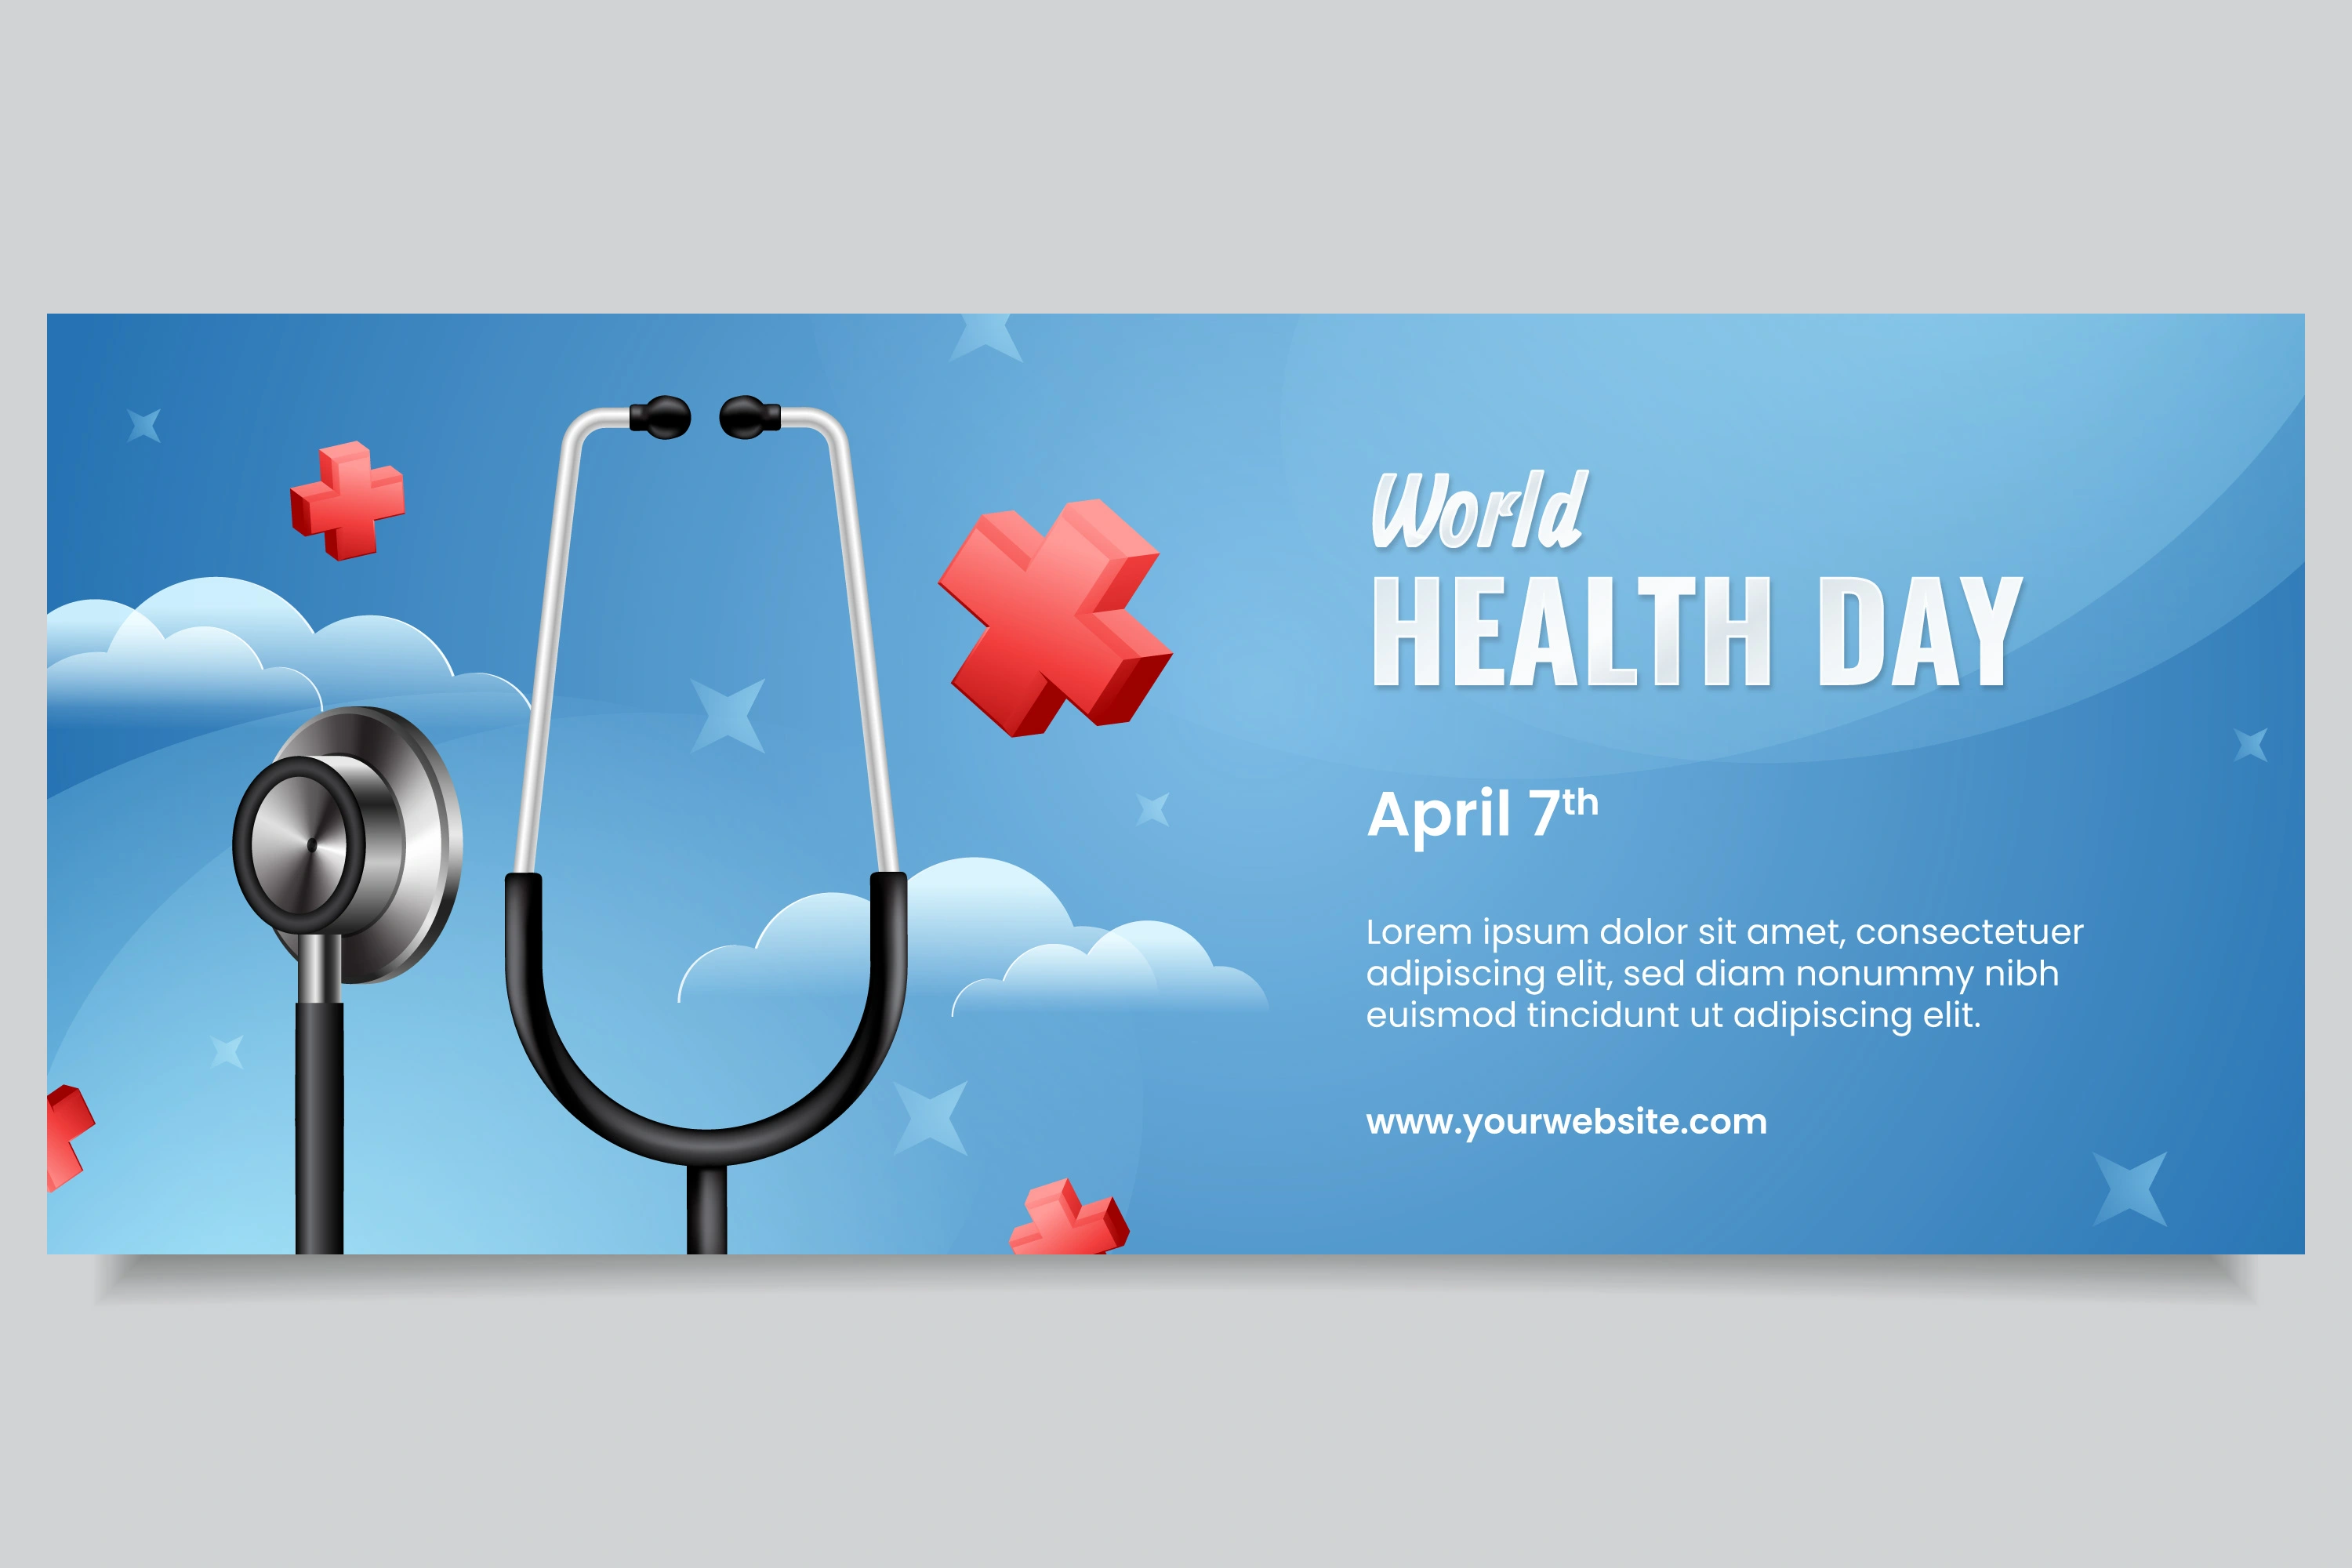 World
HEALTH DAY
April 7th
Lorem ipsum dolor sit amet, consectetuer
adipiscing elit, sed diam nonummy nibh
euismod tincidunt ut adipiscing elit.
www.yourwebsite.com